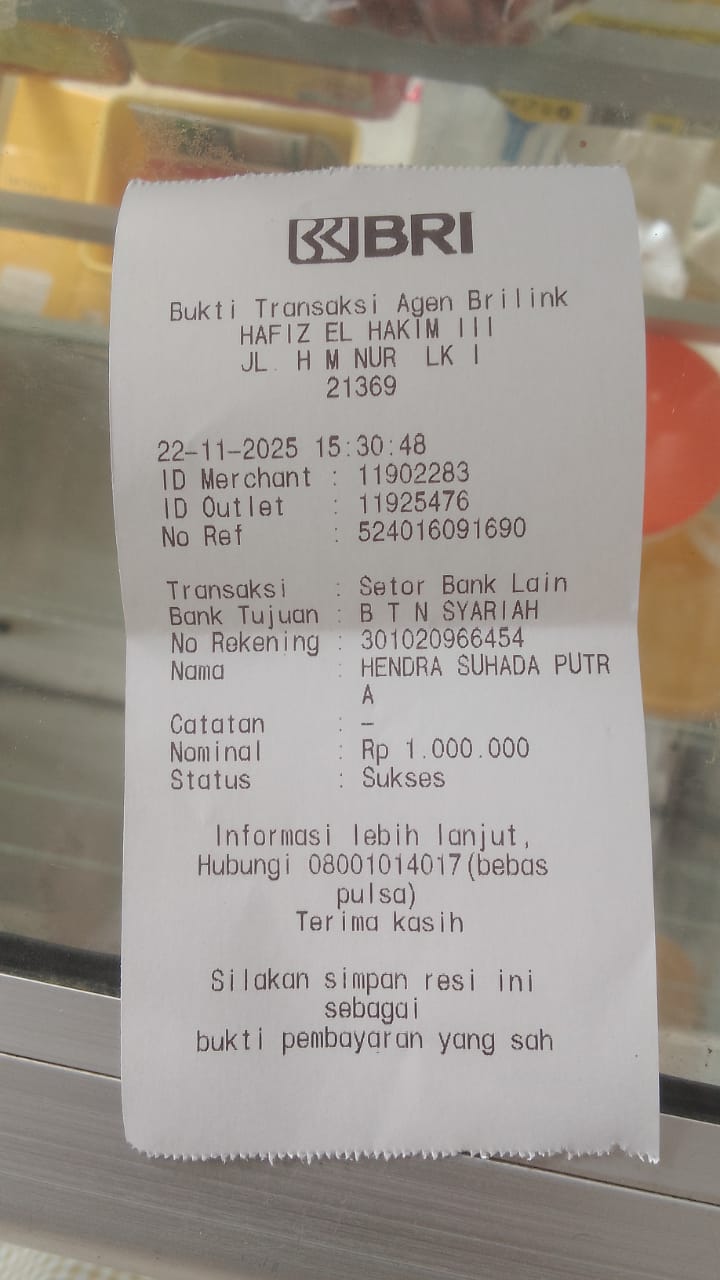 BRI
Bukti Transaksi Agen Brilink
HAFIZ EL HAKIM III
JL. H M NUR LK I
21369
22-11-2025 15:30:48
ID Merchant : 11902283
ID Outlet : 11925476
No Ref : 524016091690
Transaksi : Setor Bank Lain
Bank Tujuan : B T N SYARIAH
No Rekening : 301020966454
Nama : HENDRA SUHADA PUTR
A
Catatan : -
Nominal : Rp 1.000.000
Status : Sukses
Informasi lebih lanjut,
Hubungi 08001014017(bebas
pulsa)
Terima kasih
Silakan simpan resi ini
sebagai
bukti pembayaran yang sah